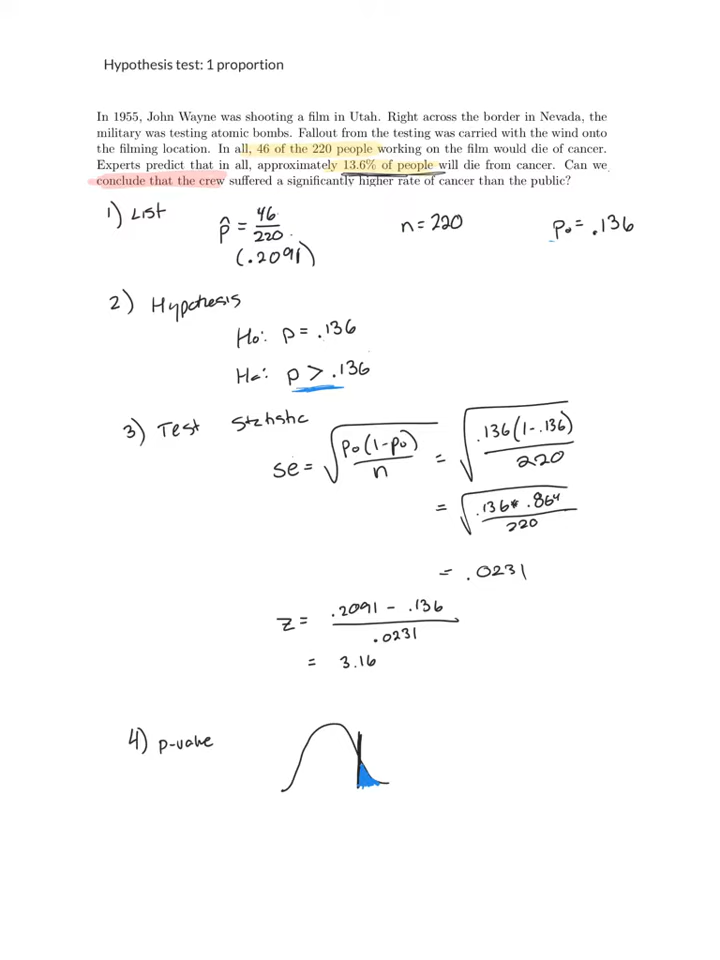 Hypothesis test: 1 proportion
In 1955, John Wayne was shooting a film in Utah. Right across the border in Nevada, the
military was testing atomic bombs. Fallout from the testing was carried with the wind onto
the filming location. In all, 46 of the 220 people working on the film would die of cancer.
Experts predict that in all, approximately 13.6% of people will die from cancer. Can we
conclude that the crew suffered a significantly higher rate of cancer than the public?
1) List p̂ = 46/220 n = 220 p₀ = .136
(.2091)
2) Hypothesis
H₀: p = .136
Hₐ: p > .136
3) Test Statistic
se = √(p₀(1-p₀)/n) = √(.136(1-.136)/220)
= √(.136*.864/220)
= .0231
z = (.2091 - .136)/.0231
= 3.16
4) p-value